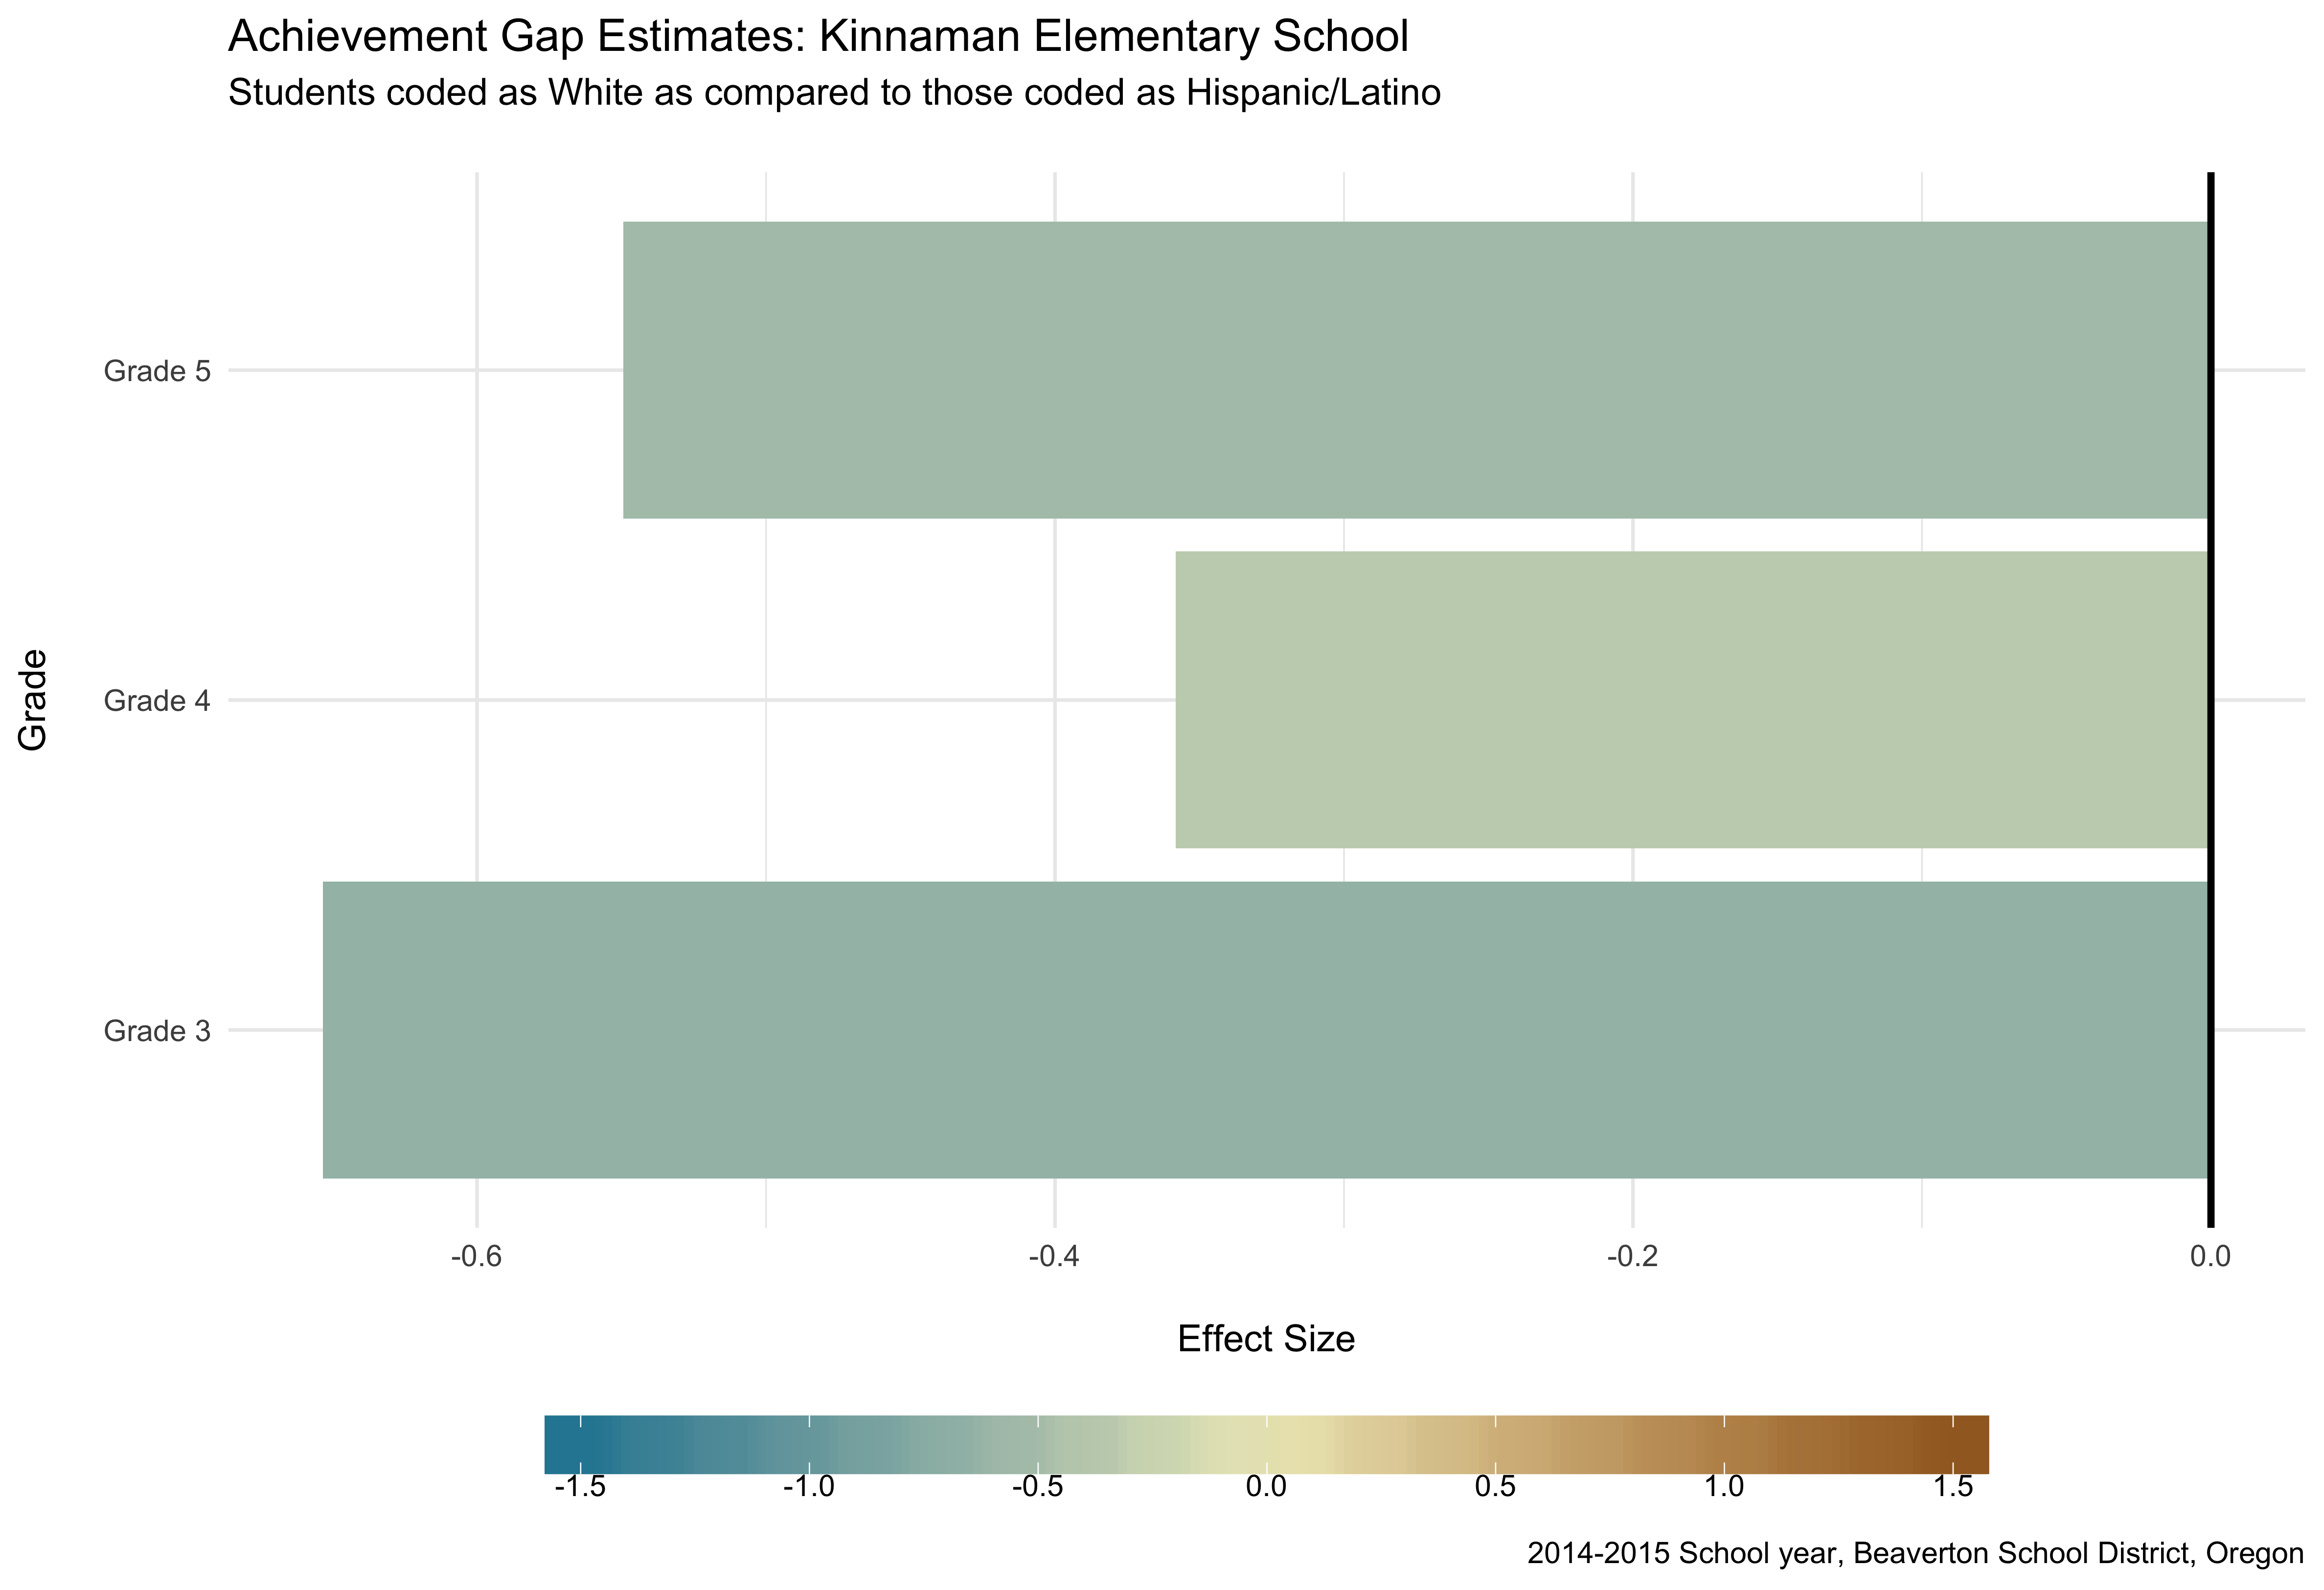 Achievement Gap Estimates: Kinnaman Elementary School
Students coded as White as compared to those coded as Hispanic/Latino
Grade
Grade 5
Grade 4
Grade 3
-0.6 -0.4 -0.2 0.0
Effect Size
-1.5 -1.0 -0.5 0.0 0.5 1.0 1.5
2014-2015 School year, Beaverton School District, Oregon